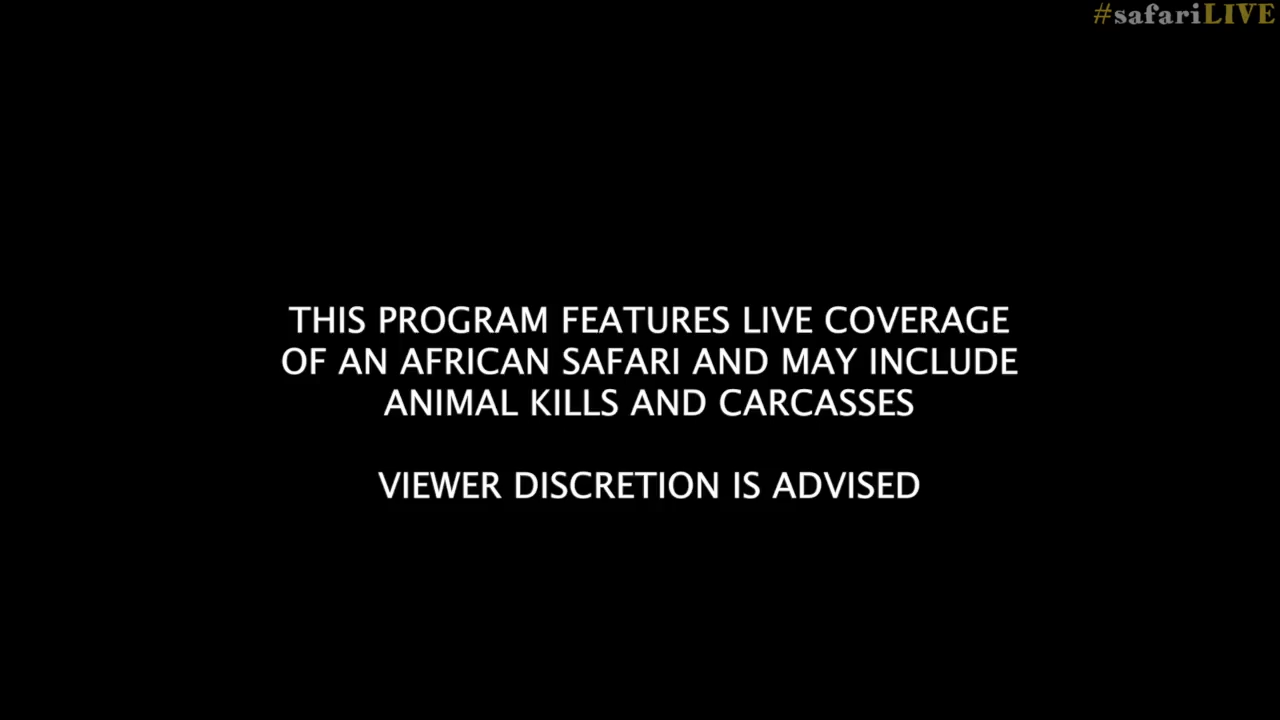 #safariLIVE
THIS PROGRAM FEATURES LIVE COVERAGE
OF AN AFRICAN SAFARI AND MAY INCLUDE
ANIMAL KILLS AND CARCASSES
VIEWER DISCRETION IS ADVISED